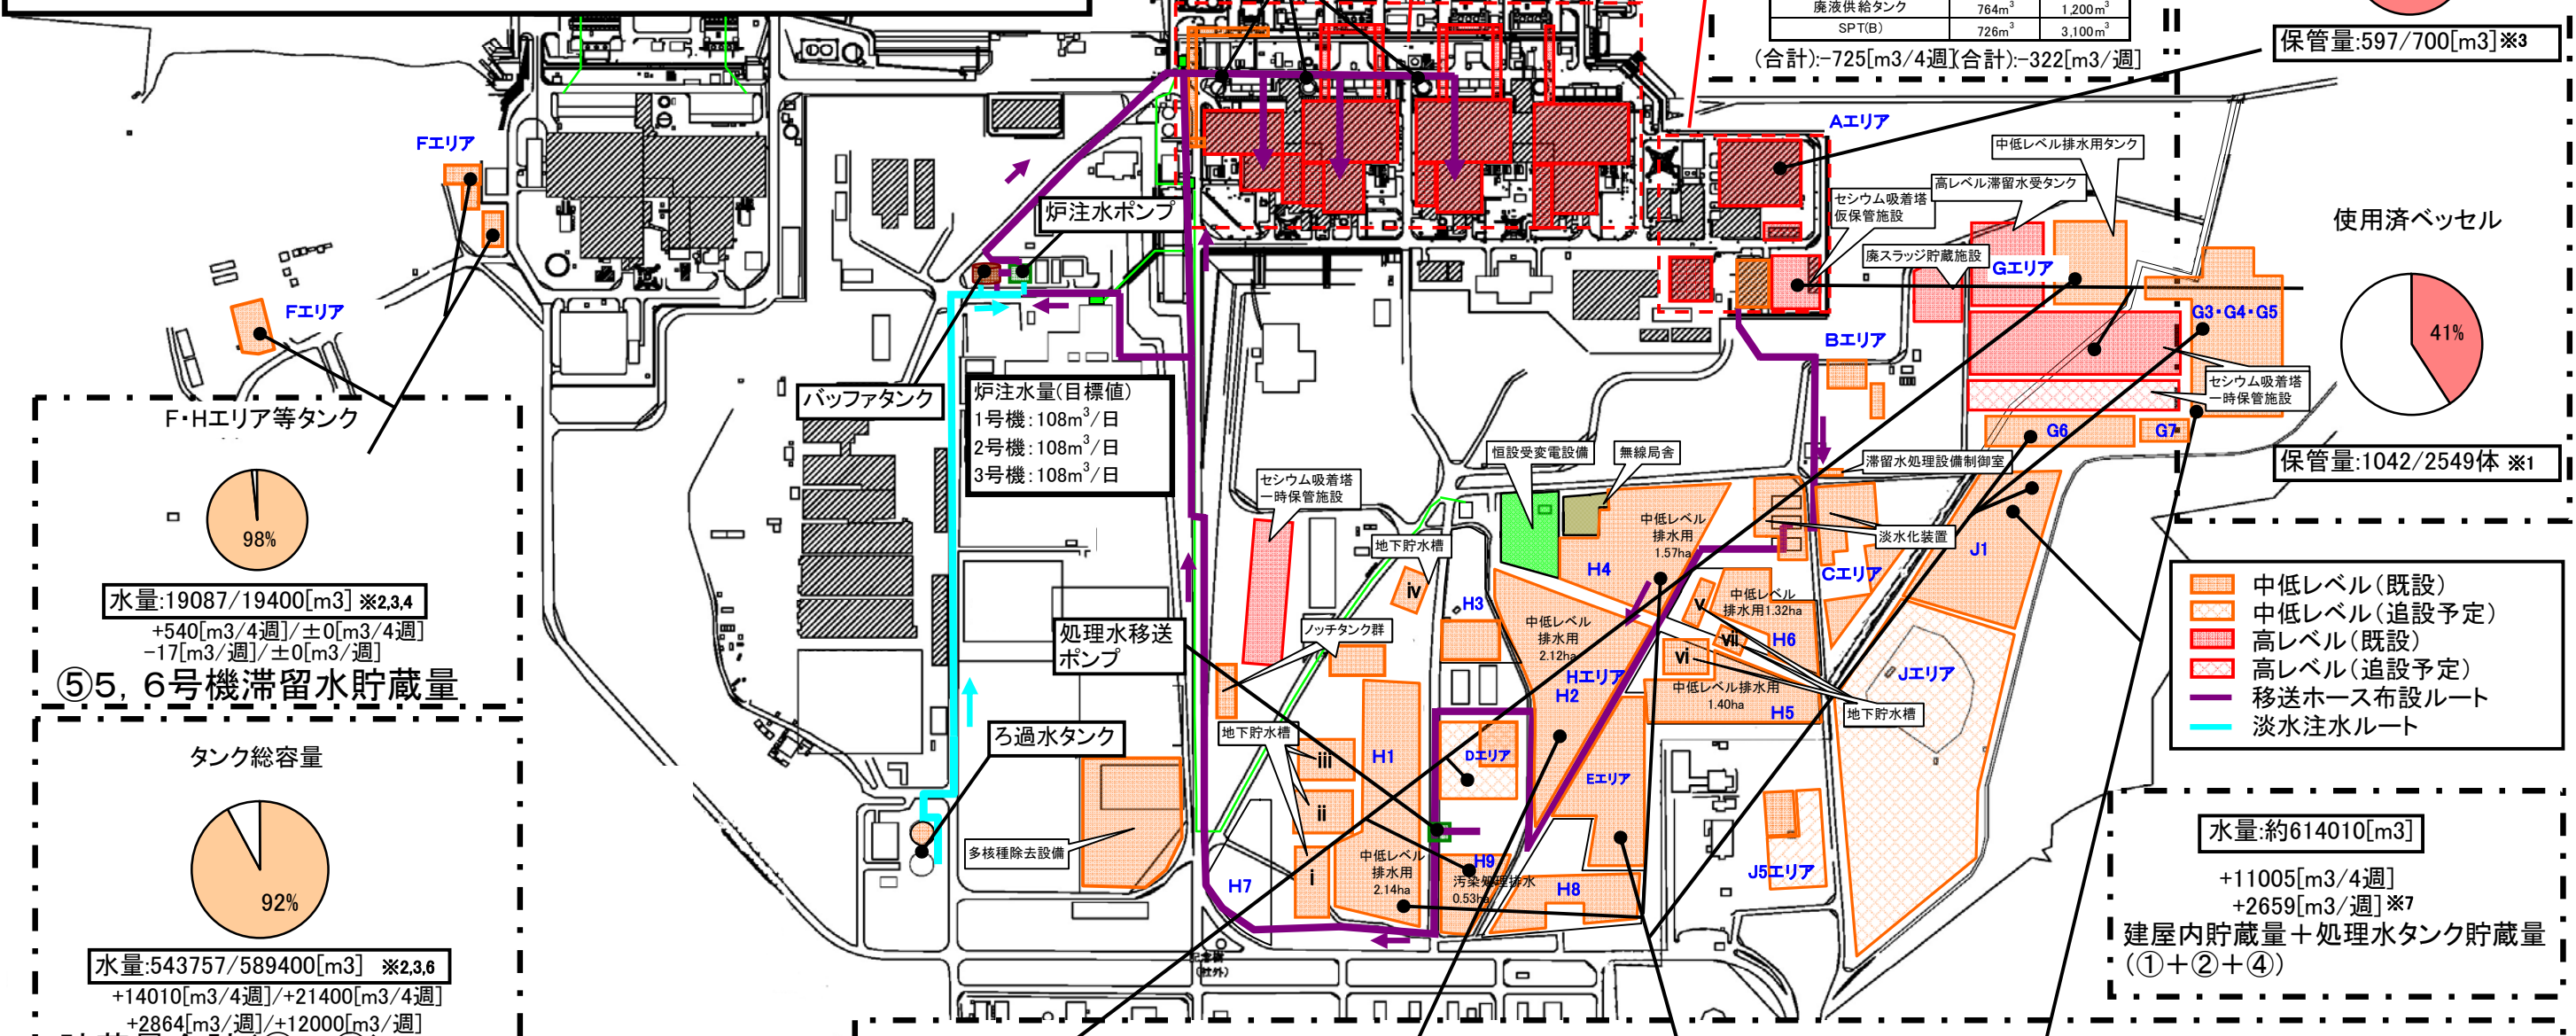 廃液供給タンク 764m³ 1,200m³
SPT(B) 726m³ 3,100m³
(合計):-725[m3/4週](合計):-322[m3/週]
保管量:597/700[m3]※3
Aエリア
中低レベル排水用タンク
Fエリア
高レベル滞留水受タンク
セシウム吸着塔
仮保管施設
炉注水ポンプ
使用済ベッセル
廃スラッジ貯蔵施設
Gエリア
Fエリア
G3・G4・G5
Bエリア
41%
セシウム吸着塔
一時保管施設
バッファタンク
炉注水量(目標値)
1号機:108m³/日
2号機:108m³/日
3号機:108m³/日
F・Hエリア等タンク
G6
G7
恒設受変電設備
無線局舎
滞留水処理設備制御室
保管量:1042/2549体 ※1
セシウム吸着塔
一時保管施設
98%
中低レベル
排水用
1.57ha
地下貯水槽
淡水化装置
J1
H4
Cエリア
iv
H3
v
中低レベル
排水用1.32ha
水量:19087/19400[m3] ※2,3,4
+540[m3/4週]/±0[m3/4週]
-17[m3/週]/±0[m3/週]
⑤5，6号機滞留水貯蔵量
処理水移送
ポンプ
ノッチタンク群
中低レベル
排水用
2.12ha
vii
H6
vi
Hエリア
H2
中低レベル排水用
1.40ha
H5
地下貯水槽
Jエリア
中低レベル(既設)
中低レベル(追設予定)
高レベル(既設)
高レベル(追設予定)
移送ホース布設ルート
淡水注水ルート
タンク総容量
ろ過水タンク
地下貯水槽
iii
H1
Dエリア
Eエリア
ii
92%
多核種除去設備
i
H7
中低レベル
排水用
2.14ha
H9
汚染処理排水
0.53ha
H8
J5エリア
水量:約614010[m3]
+11005[m3/4週]
+2659[m3/週]※7
建屋内貯蔵量＋処理水タンク貯蔵量
(①＋②＋④)
水量:543757/589400[m3] ※2,3,6
+14010[m3/4週]/+21400[m3/4週]
+2864[m3/週]/+12000[m3/週]
(社外)